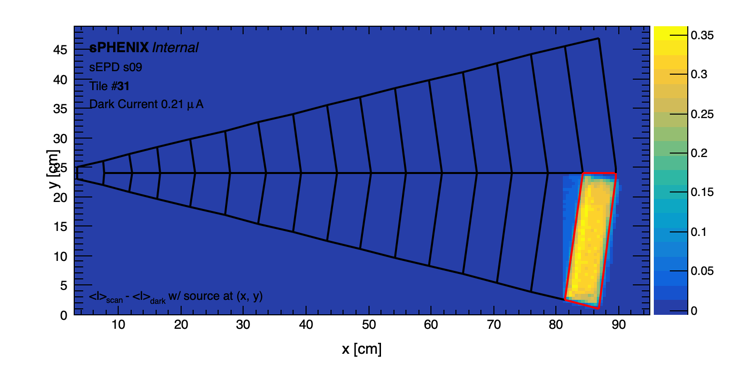 sPHENIX Internal
sEPD s09
Tile #31
Dark Current 0.21 μA
<I>scan - <I>dark w/ source at (x, y)
y [cm]
45
40
35
30
25
20
15
10
5
0
10 20 30 40 50 60 70 80 90
x [cm]
0.35
0.3
0.25
0.2
0.15
0.1
0.05
0